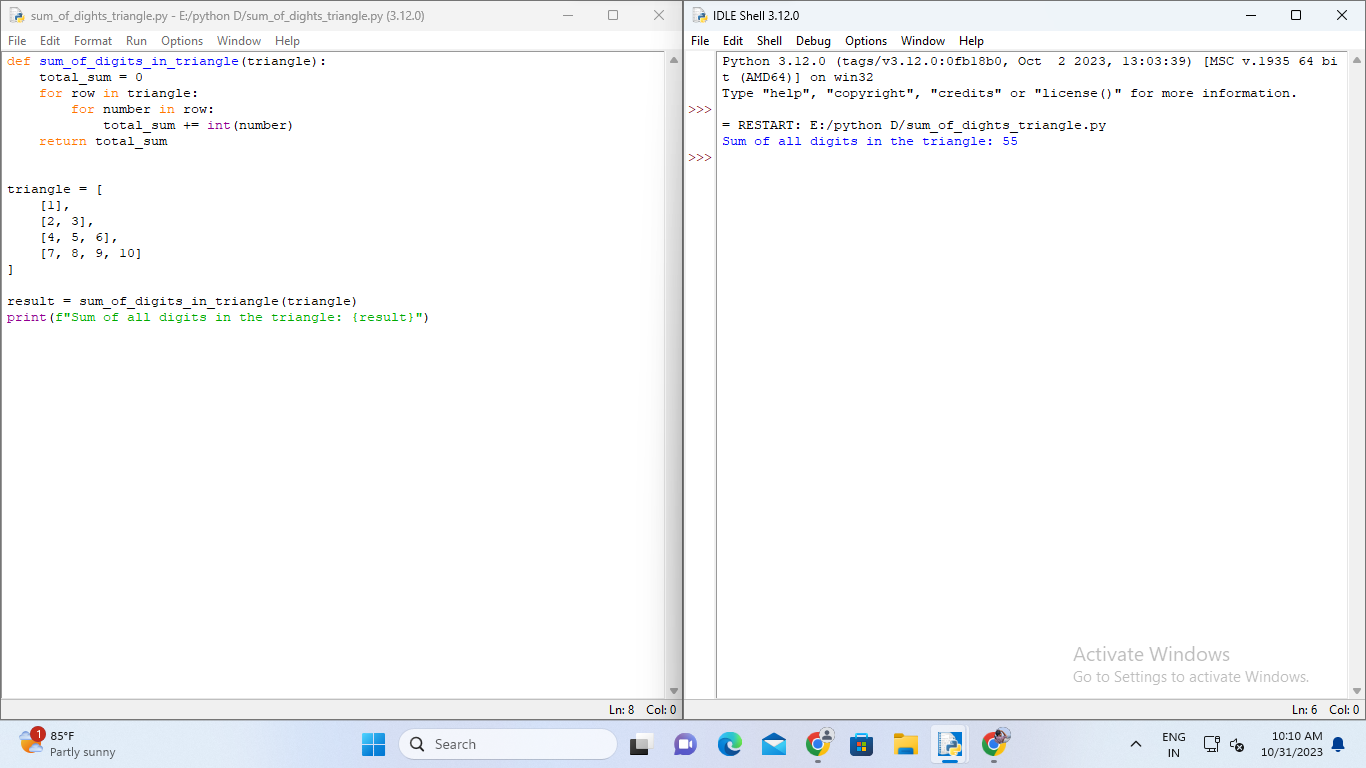 sum_of_dights_triangle.py - E:/python D/sum_of_dights_triangle.py (3.12.0)
File Edit Format Run Options Window Help
def sum_of_digits_in_triangle(triangle):
    total_sum = 0
    for row in triangle:
        for number in row:
            total_sum += int(number)
    return total_sum
triangle = [
    [1],
    [2, 3],
    [4, 5, 6],
    [7, 8, 9, 10]
]
result = sum_of_digits_in_triangle(triangle)
print(f"Sum of all digits in the triangle: {result}")
Ln: 8 Col: 0
IDLE Shell 3.12.0
File Edit Shell Debug Options Window Help
Python 3.12.0 (tags/v3.12.0:0fb18b0, Oct  2 2023, 13:03:39) [MSC v.1935 64 bi
t (AMD64)] on win32
Type "help", "copyright", "credits" or "license()" for more information.
>>>
= RESTART: E:/python D/sum_of_dights_triangle.py
Sum of all digits in the triangle: 55
>>>
Activate Windows
Go to Settings to activate Windows.
Ln: 6 Col: 0
1
85°F
Partly sunny
Search
ENG
IN
10:10 AM
10/31/2023